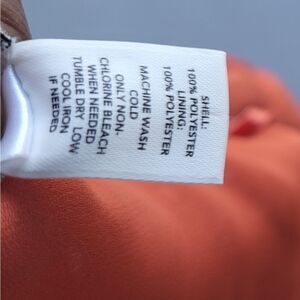 SHELL:
100% POLYESTER
LINING:
100% POLYESTER
MACHINE WASH
COLD
ONLY NON-
CHLORINE BLEACH
WHEN NEEDED
TUMBLE DRY LOW
COOL IRON
IF NEEDED